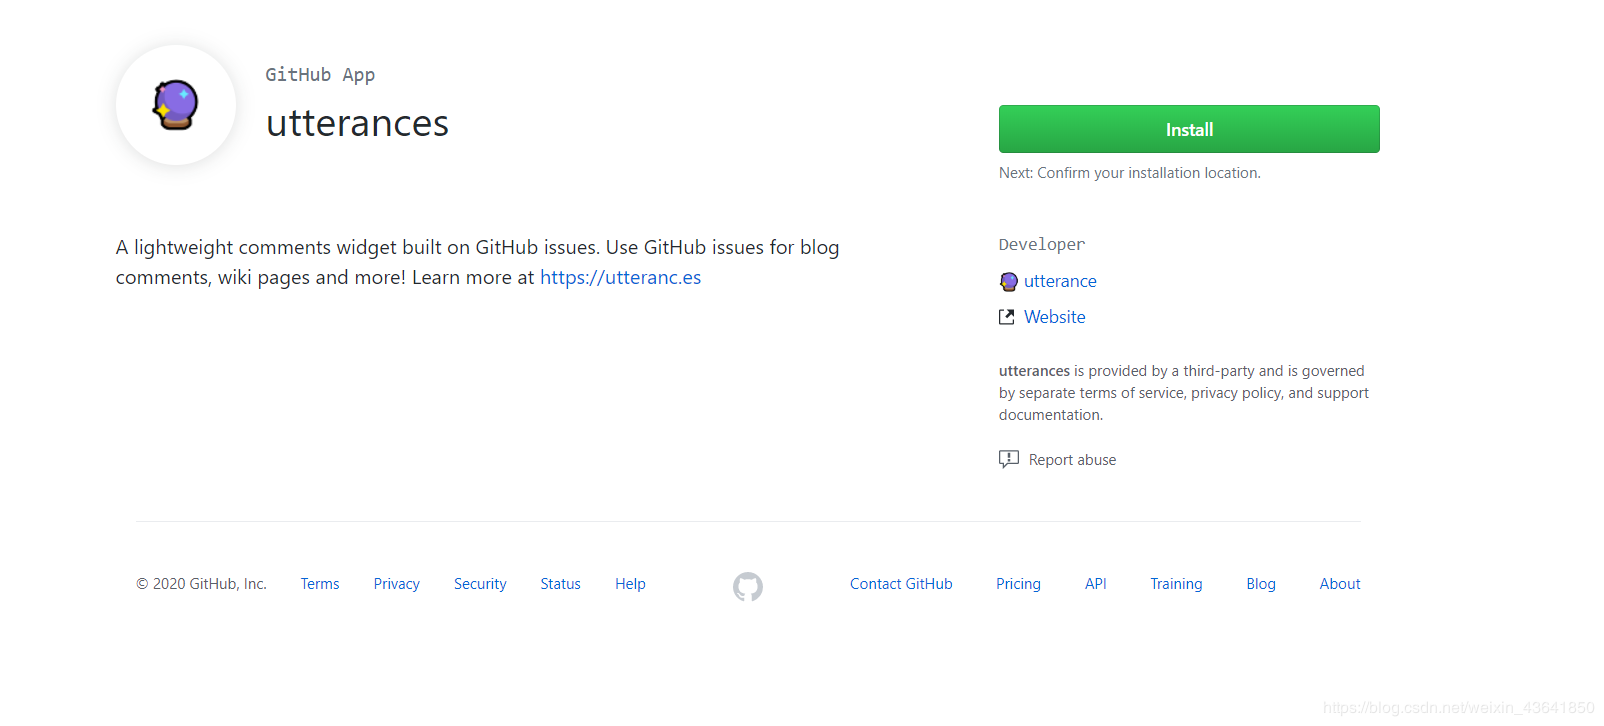 GitHub App
utterances
Install
Next: Confirm your installation location.
A lightweight comments widget built on GitHub issues. Use GitHub issues for blog
comments, wiki pages and more! Learn more at https://utteranc.es
Developer
utterance
Website
utterances is provided by a third-party and is governed
by separate terms of service, privacy policy, and support
documentation.
Report abuse
© 2020 GitHub, Inc. Terms Privacy Security Status Help Contact GitHub Pricing API Training Blog About
https://blog.csdn.net/weixin_43641850